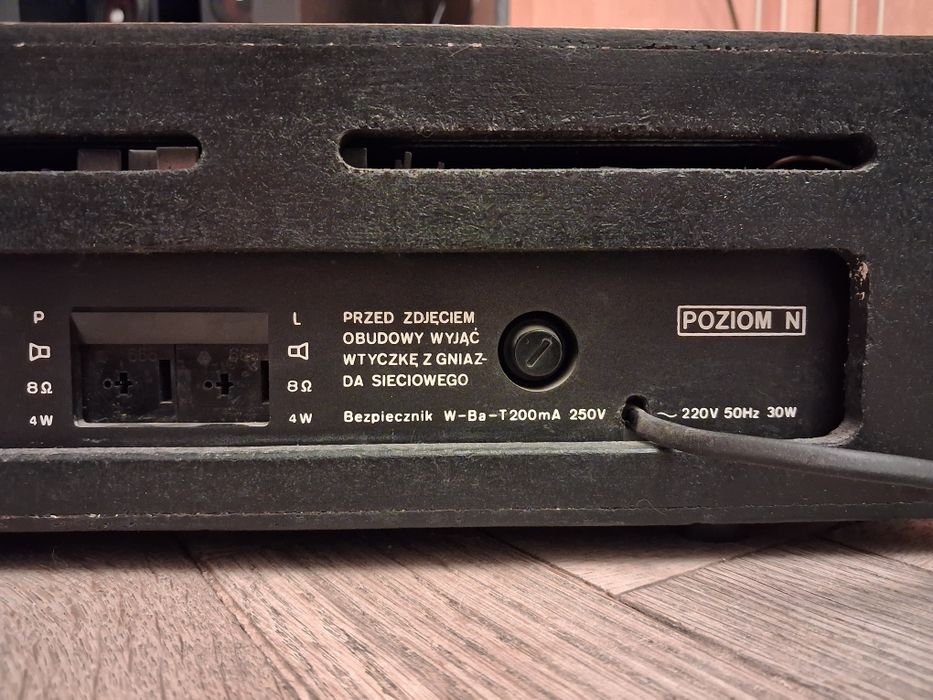 P
8Ω
4W
L
8Ω
4W
PRZED ZDJĘCIEM
OBUDOWY WYJĄĆ
WTYCZKĘ Z GNIAZ-
DA SIECIOWEGO
Bezpiecznik W-Ba-T200mA 250V
POZIOM N
~ 220V 50Hz 30W